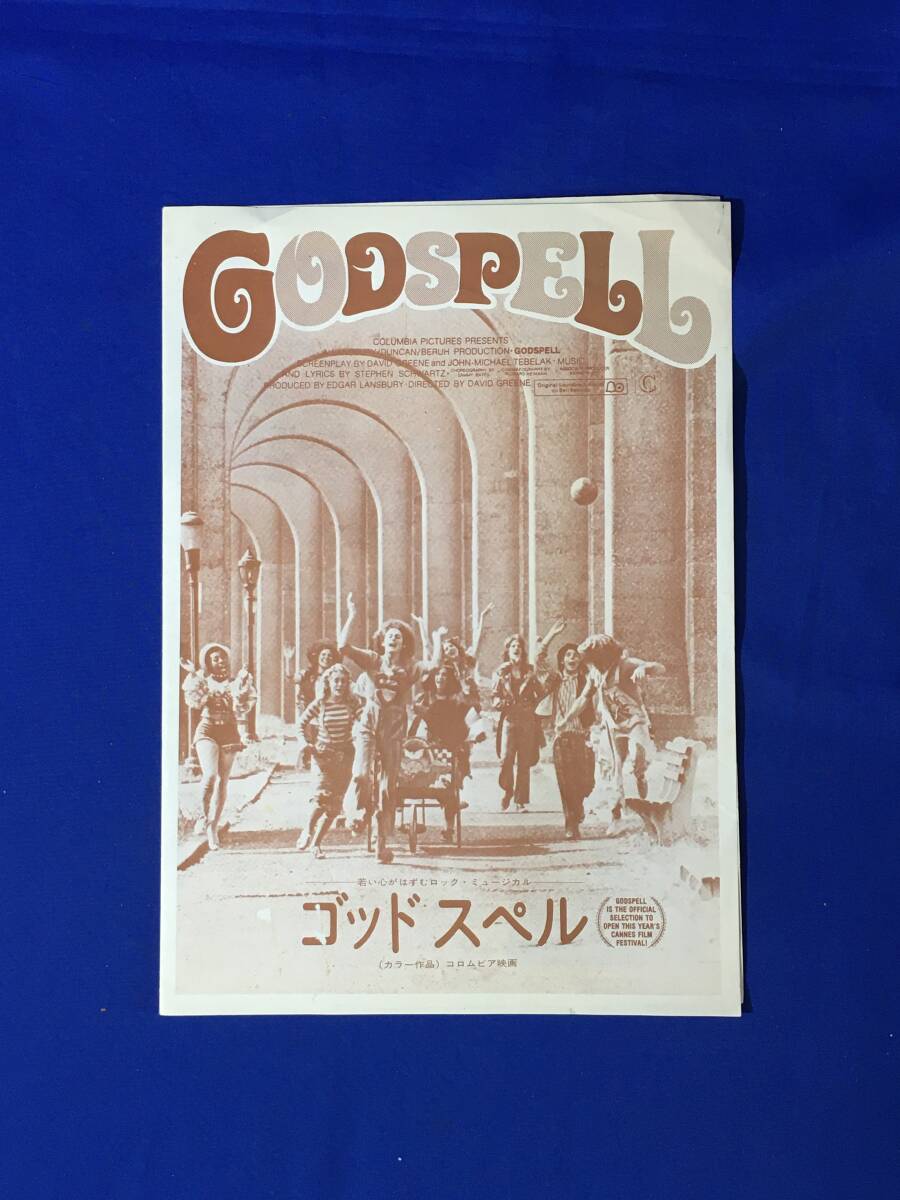 GODSPELL
COLUMBIA PICTURES PRESENTS
DUNCAN/BERUH PRODUCTION · GODSPELL
SCREENPLAY BY DAVID GREENE and JOHN-MICHAEL TEBELAK · MUSIC
AND LYRICS BY STEPHEN SCHWARTZ ·
PRODUCED BY EDGAR LANSBURY · DIRECTED BY DAVID GREENE
若い心がはずむロック・ミュージカル
ゴッドスペル
(カラー作品) コロムビア映画
GODSPELL
IS THE OFFICIAL
SELECTION TO
OPEN THIS YEAR'S
CANNES FILM
FESTIVAL!